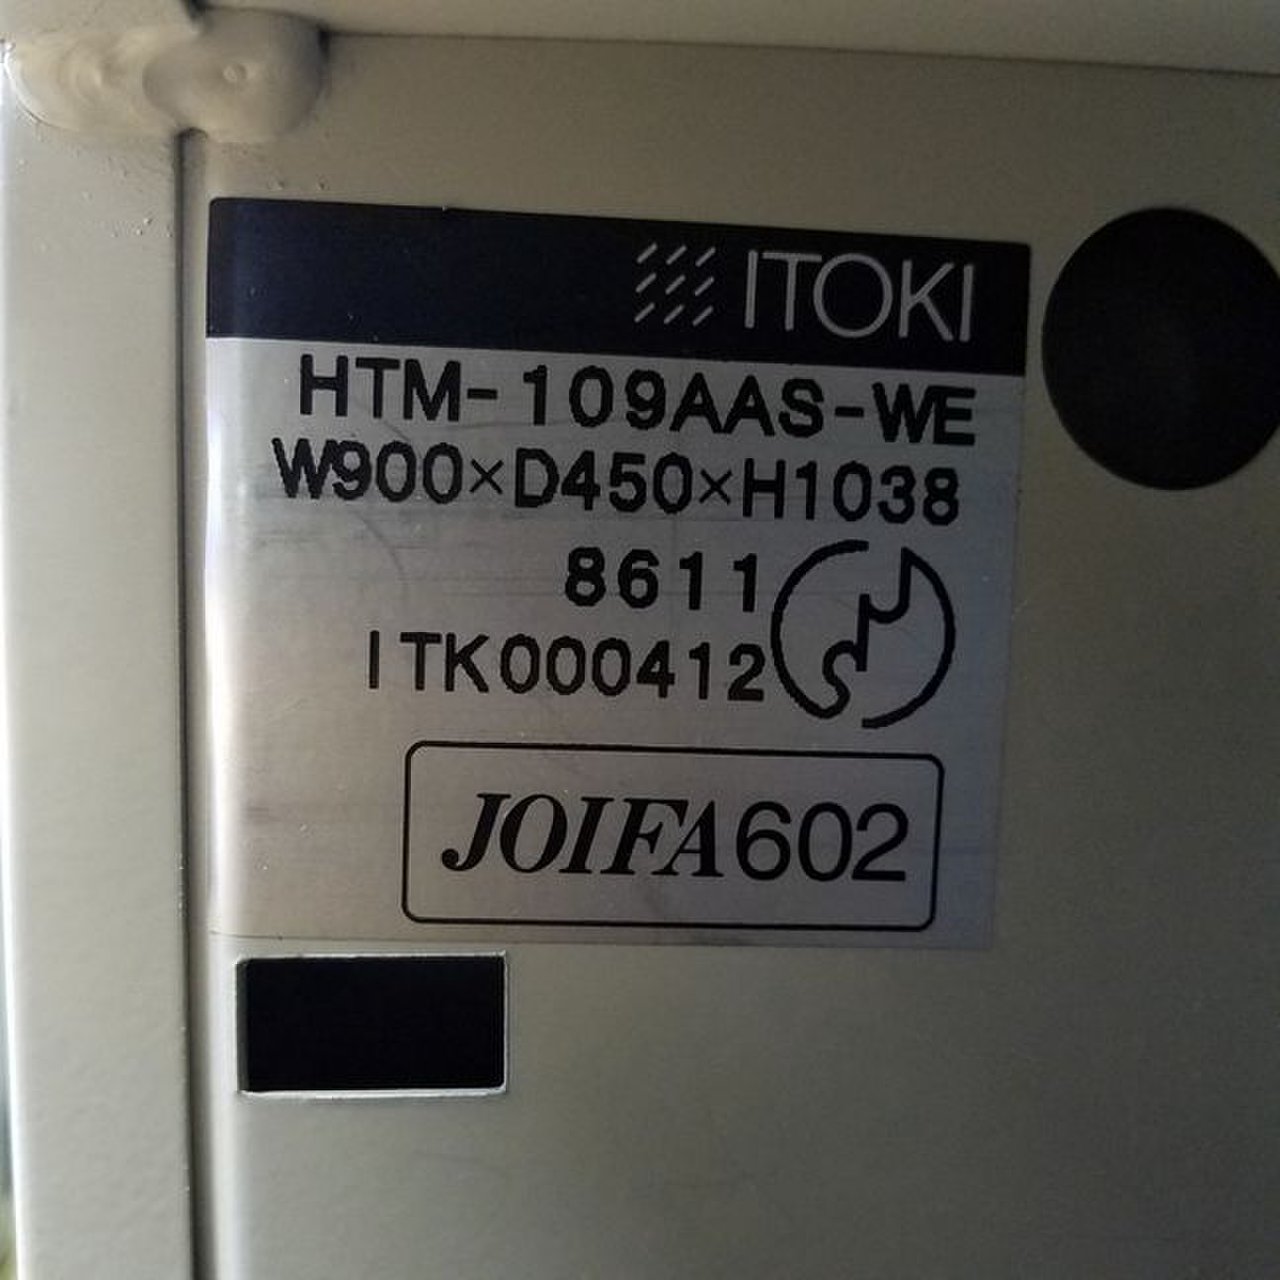 ITOKI
HTM-109AAS-WE
W900×D450×H1038
8611
ITK000412
JOIFA602